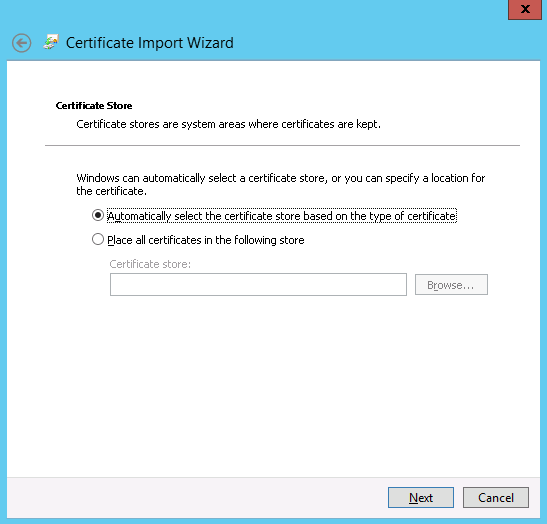 x
Certificate Import Wizard
Certificate Store
Certificate stores are system areas where certificates are kept.
Windows can automatically select a certificate store, or you can specify a location for
the certificate.
Automatically select the certificate store based on the type of certificate
Place all certificates in the following store
Certificate store:
Browse...
Next
Cancel